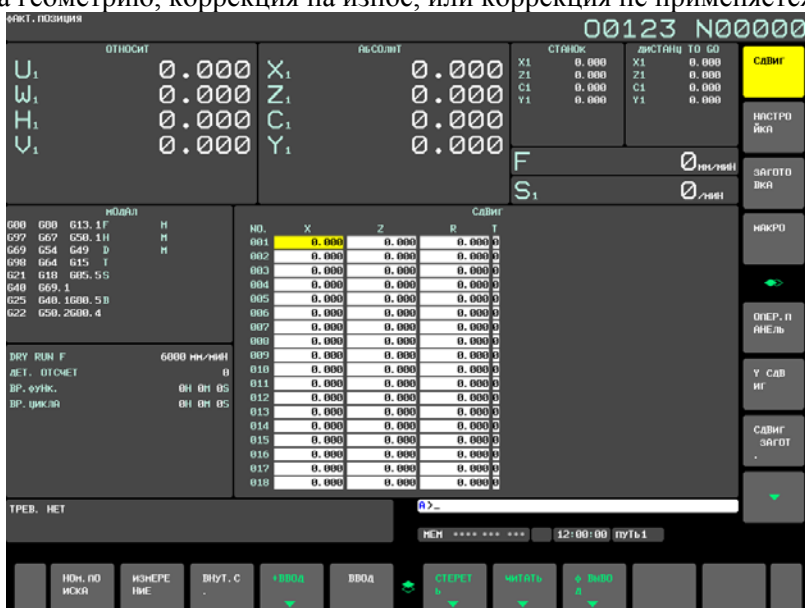 а геометрию, коррекция на износ, или коррекция не применяется
ФАКТ.ПОЗИЦИЯ
O0123 N00000
ОТНОСИТ АБСОЛЮТ СТАНОК ДИСТАНЦ TO GO
U1 0.000 X1 0.000 X1 0.000 X1 0.000
W1 0.000 Z1 0.000 Z1 0.000 Z1 0.000
H1 0.000 C1 0.000 C1 0.000 C1 0.000
V1 0.000 Y1 0.000 Y1 0.000 Y1 0.000
F 0 ММ/МИН
S1 0 /МИН
МОДАЛ
G00 G80 G13.1 F M
G97 G67 G50.1 H M
G69 G54 G49 D M
G98 G64 G15 T
G21 G18 G05.5 S
G40 G69.1
G25 G40.1 G80.5 B
G22 G50.2 G80.4
DRY RUN F 6000 ММ/МИН
ДЕТ. ОТСЧЕТ 0
ВР.ФУНК. 0H 0M 0S
ВР.ЦИКЛА 0H 0M 0S
СДВИГ
NO. X Z R T
001 0.000 0.000 0.000 0
002 0.000 0.000 0.000 0
003 0.000 0.000 0.000 0
004 0.000 0.000 0.000 0
005 0.000 0.000 0.000 0
006 0.000 0.000 0.000 0
007 0.000 0.000 0.000 0
008 0.000 0.000 0.000 0
009 0.000 0.000 0.000 0
010 0.000 0.000 0.000 0
011 0.000 0.000 0.000 0
012 0.000 0.000 0.000 0
013 0.000 0.000 0.000 0
014 0.000 0.000 0.000 0
015 0.000 0.000 0.000 0
016 0.000 0.000 0.000 0
017 0.000 0.000 0.000 0
018 0.000 0.000 0.000 0
СДВИГ
НАСТРО
ЙКА
ЗАГОТО
ВКА
МАКРО
ОПЕР.П
АНЕЛЬ
Y СДВ
ИГ
СДВИГ
ЗАГОТ
.
ТРЕВ. НЕТ
A>_
MEM **** *** *** 12:00:00 ПУТЬ1
НОМ.ПО
ИСКА
ИЗМЕРЕ
НИЕ
ВНУТ.С
.
+ВВОД
ВВОД
СТЕРЕТ
Ь
ЧИТАТЬ
Ф ВЫВО
Д